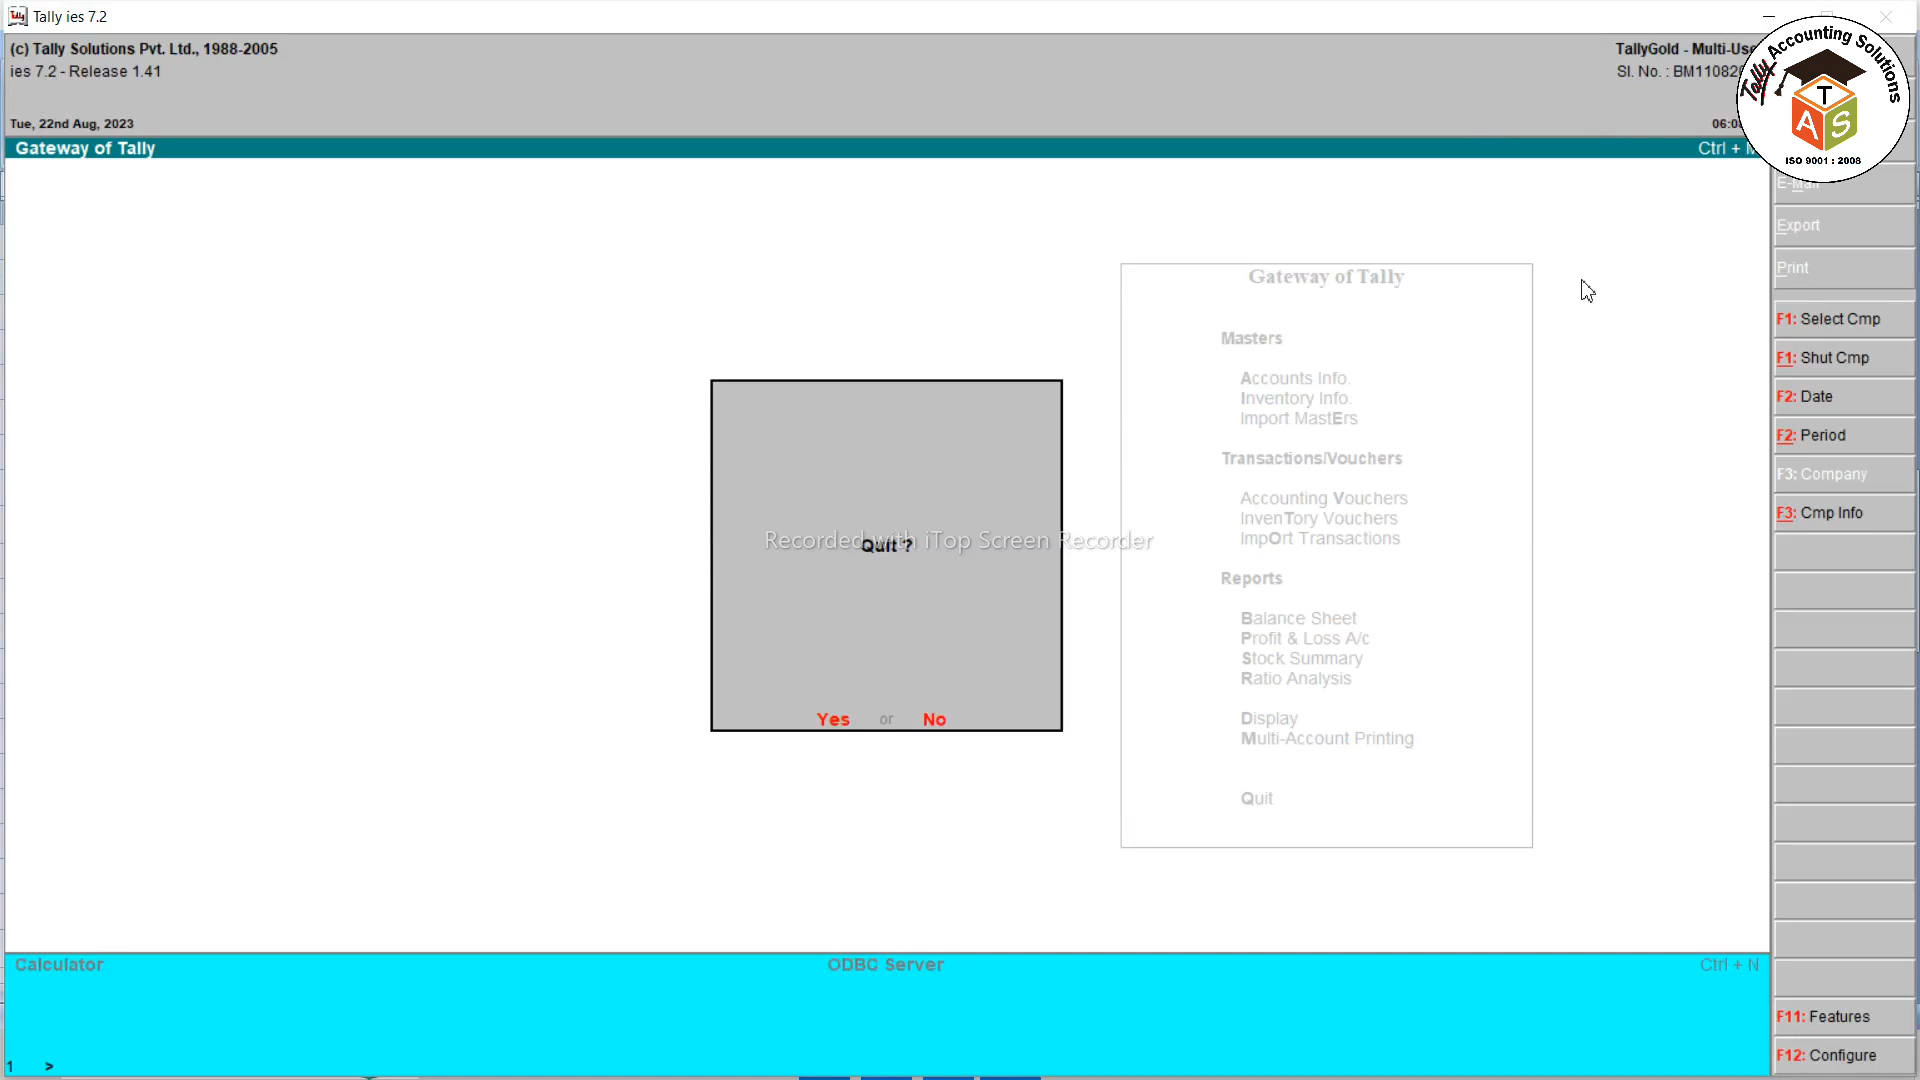 Tally ies 7.2
(c) Tally Solutions Pvt. Ltd., 1988-2005
ies 7.2 - Release 1.41
Tue, 22nd Aug, 2023
TallyGold - Multi-Use
Sl. No. : BM11082
06:0
Tally Accounting Solutions
T
A S
ISO 9001 : 2008
Gateway of Tally
Ctrl + M
E-Mail
Export
Print
F1: Select Cmp
F1: Shut Cmp
F2: Date
F2: Period
F3: Company
F3: Cmp Info
F11: Features
F12: Configure
Gateway of Tally
Masters
Accounts Info.
Inventory Info.
Import MastErs
Transactions/Vouchers
Accounting Vouchers
InvenTory Vouchers
ImpOrt Transactions
Reports
Balance Sheet
Profit & Loss A/c
Stock Summary
Ratio Analysis
Display
Multi-Account Printing
Quit
Quit ?
Yes or No
Recorded with iTop Screen Recorder
Calculator
ODBC Server
Ctrl + N
1 >